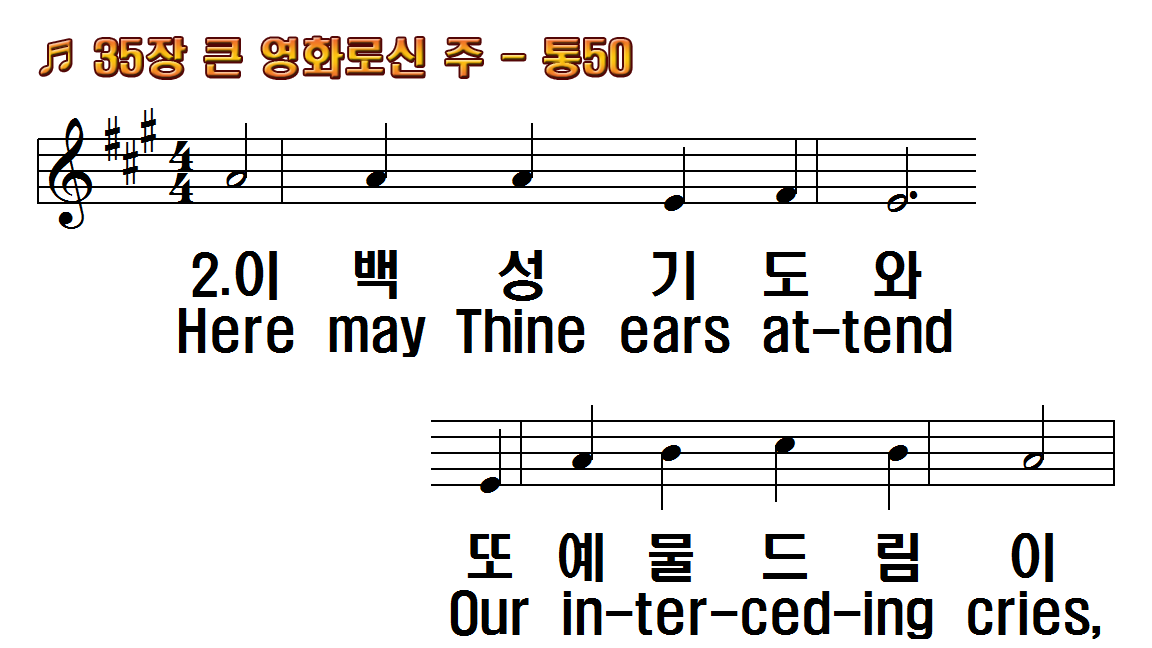 ♬ 35장 큰 영화로신 주 - 통50
2.이 백 성 기 도 와
Here may Thine ears at-tend
또 예 물 드 림 이
Our in-ter-ced-ing cries,